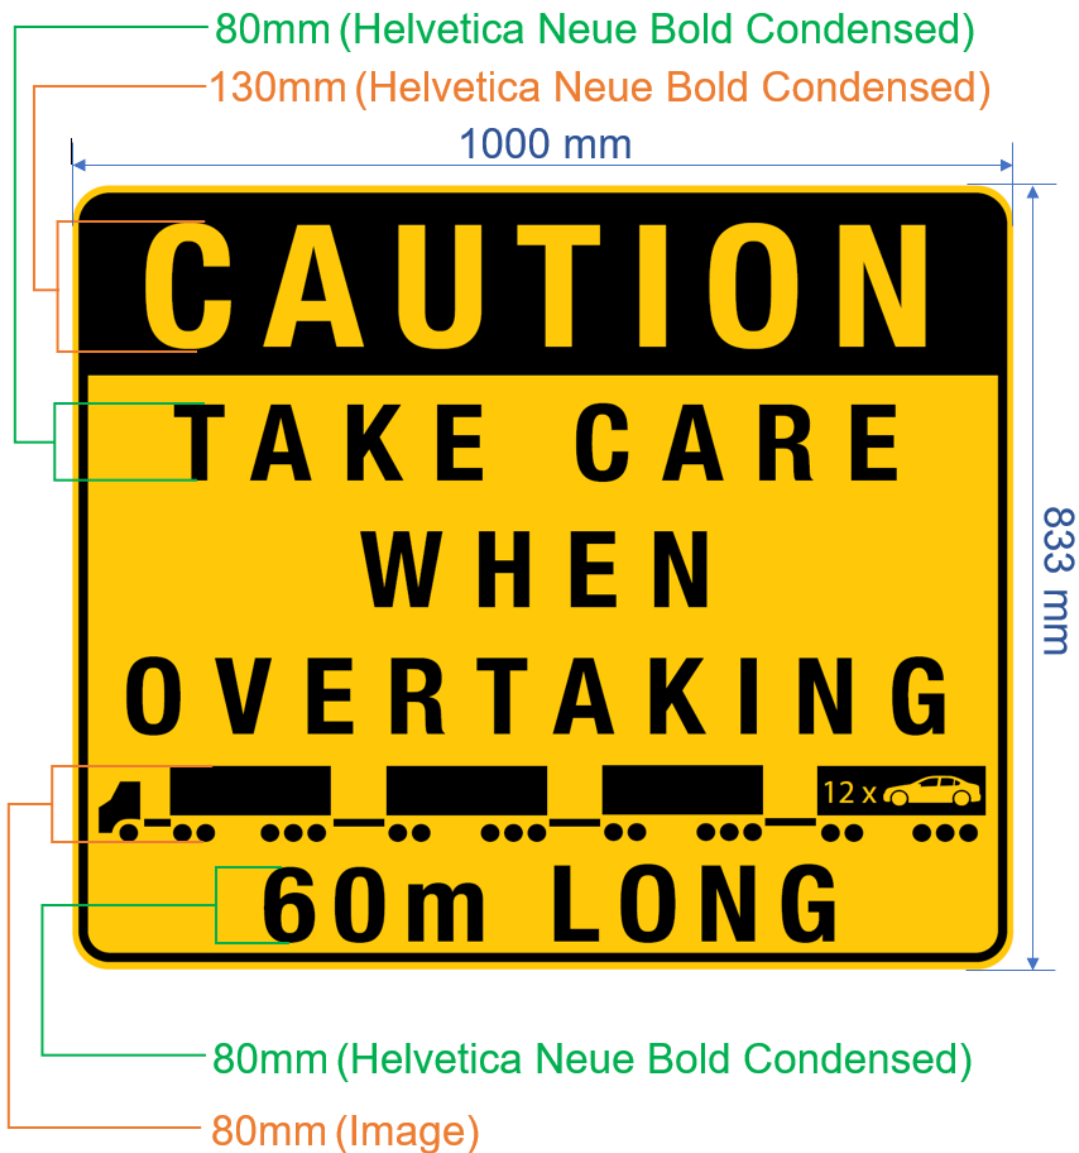 80mm (Helvetica Neue Bold Condensed)
130mm (Helvetica Neue Bold Condensed)
1000 mm
CAUTION
TAKE CARE
WHEN
OVERTAKING
833 mm
12 x
60m LONG
80mm (Helvetica Neue Bold Condensed)
80mm (Image)